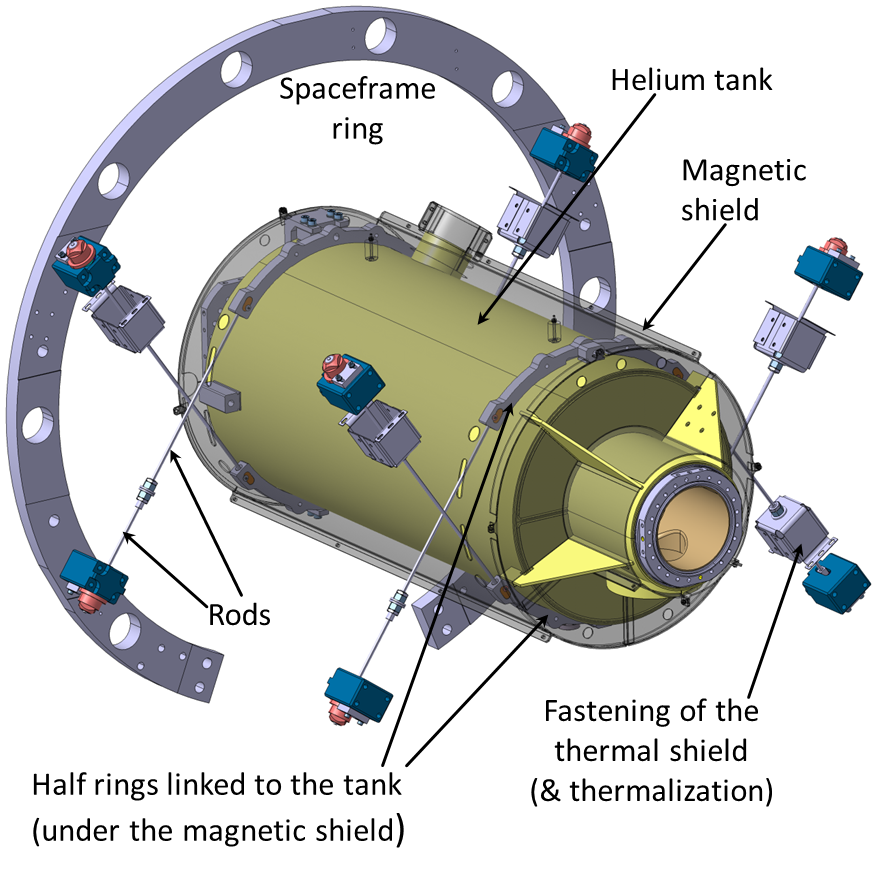 Spaceframe
ring
Helium tank
Magnetic
shield
Rods
Fastening of the
thermal shield
(& thermalization)
Half rings linked to the tank
(under the magnetic shield)